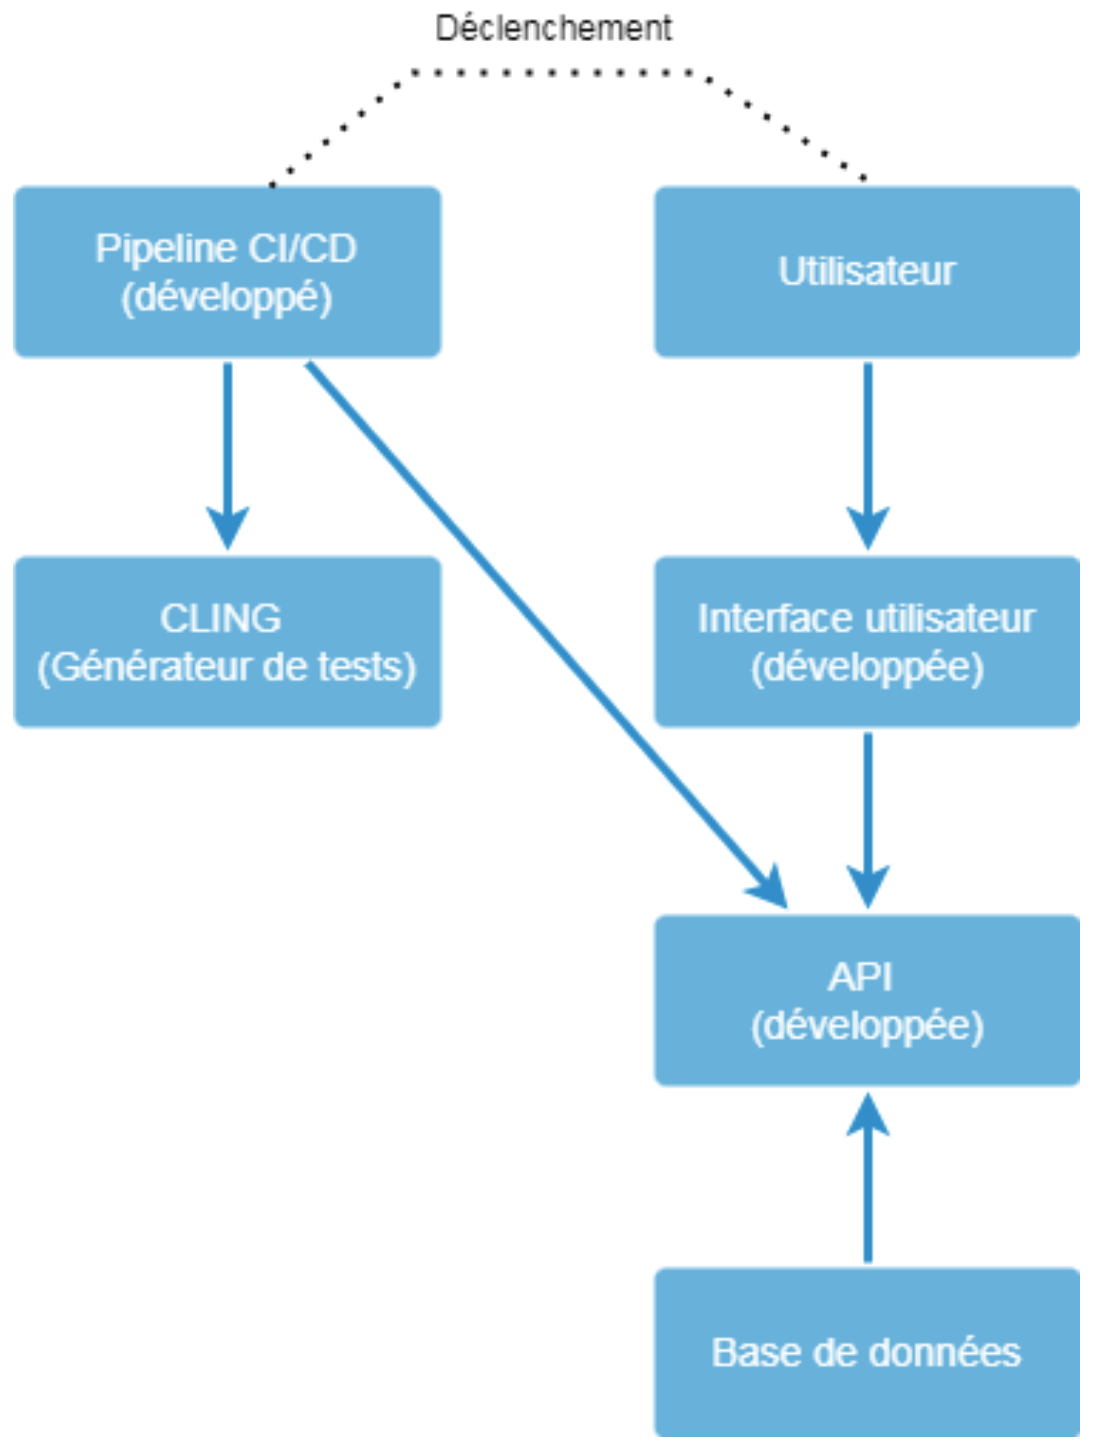 Déclenchement
Pipeline CI/CD
(développé)
Utilisateur
CLING
(Générateur de tests)
Interface utilisateur
(développée)
API
(développée)
Base de données